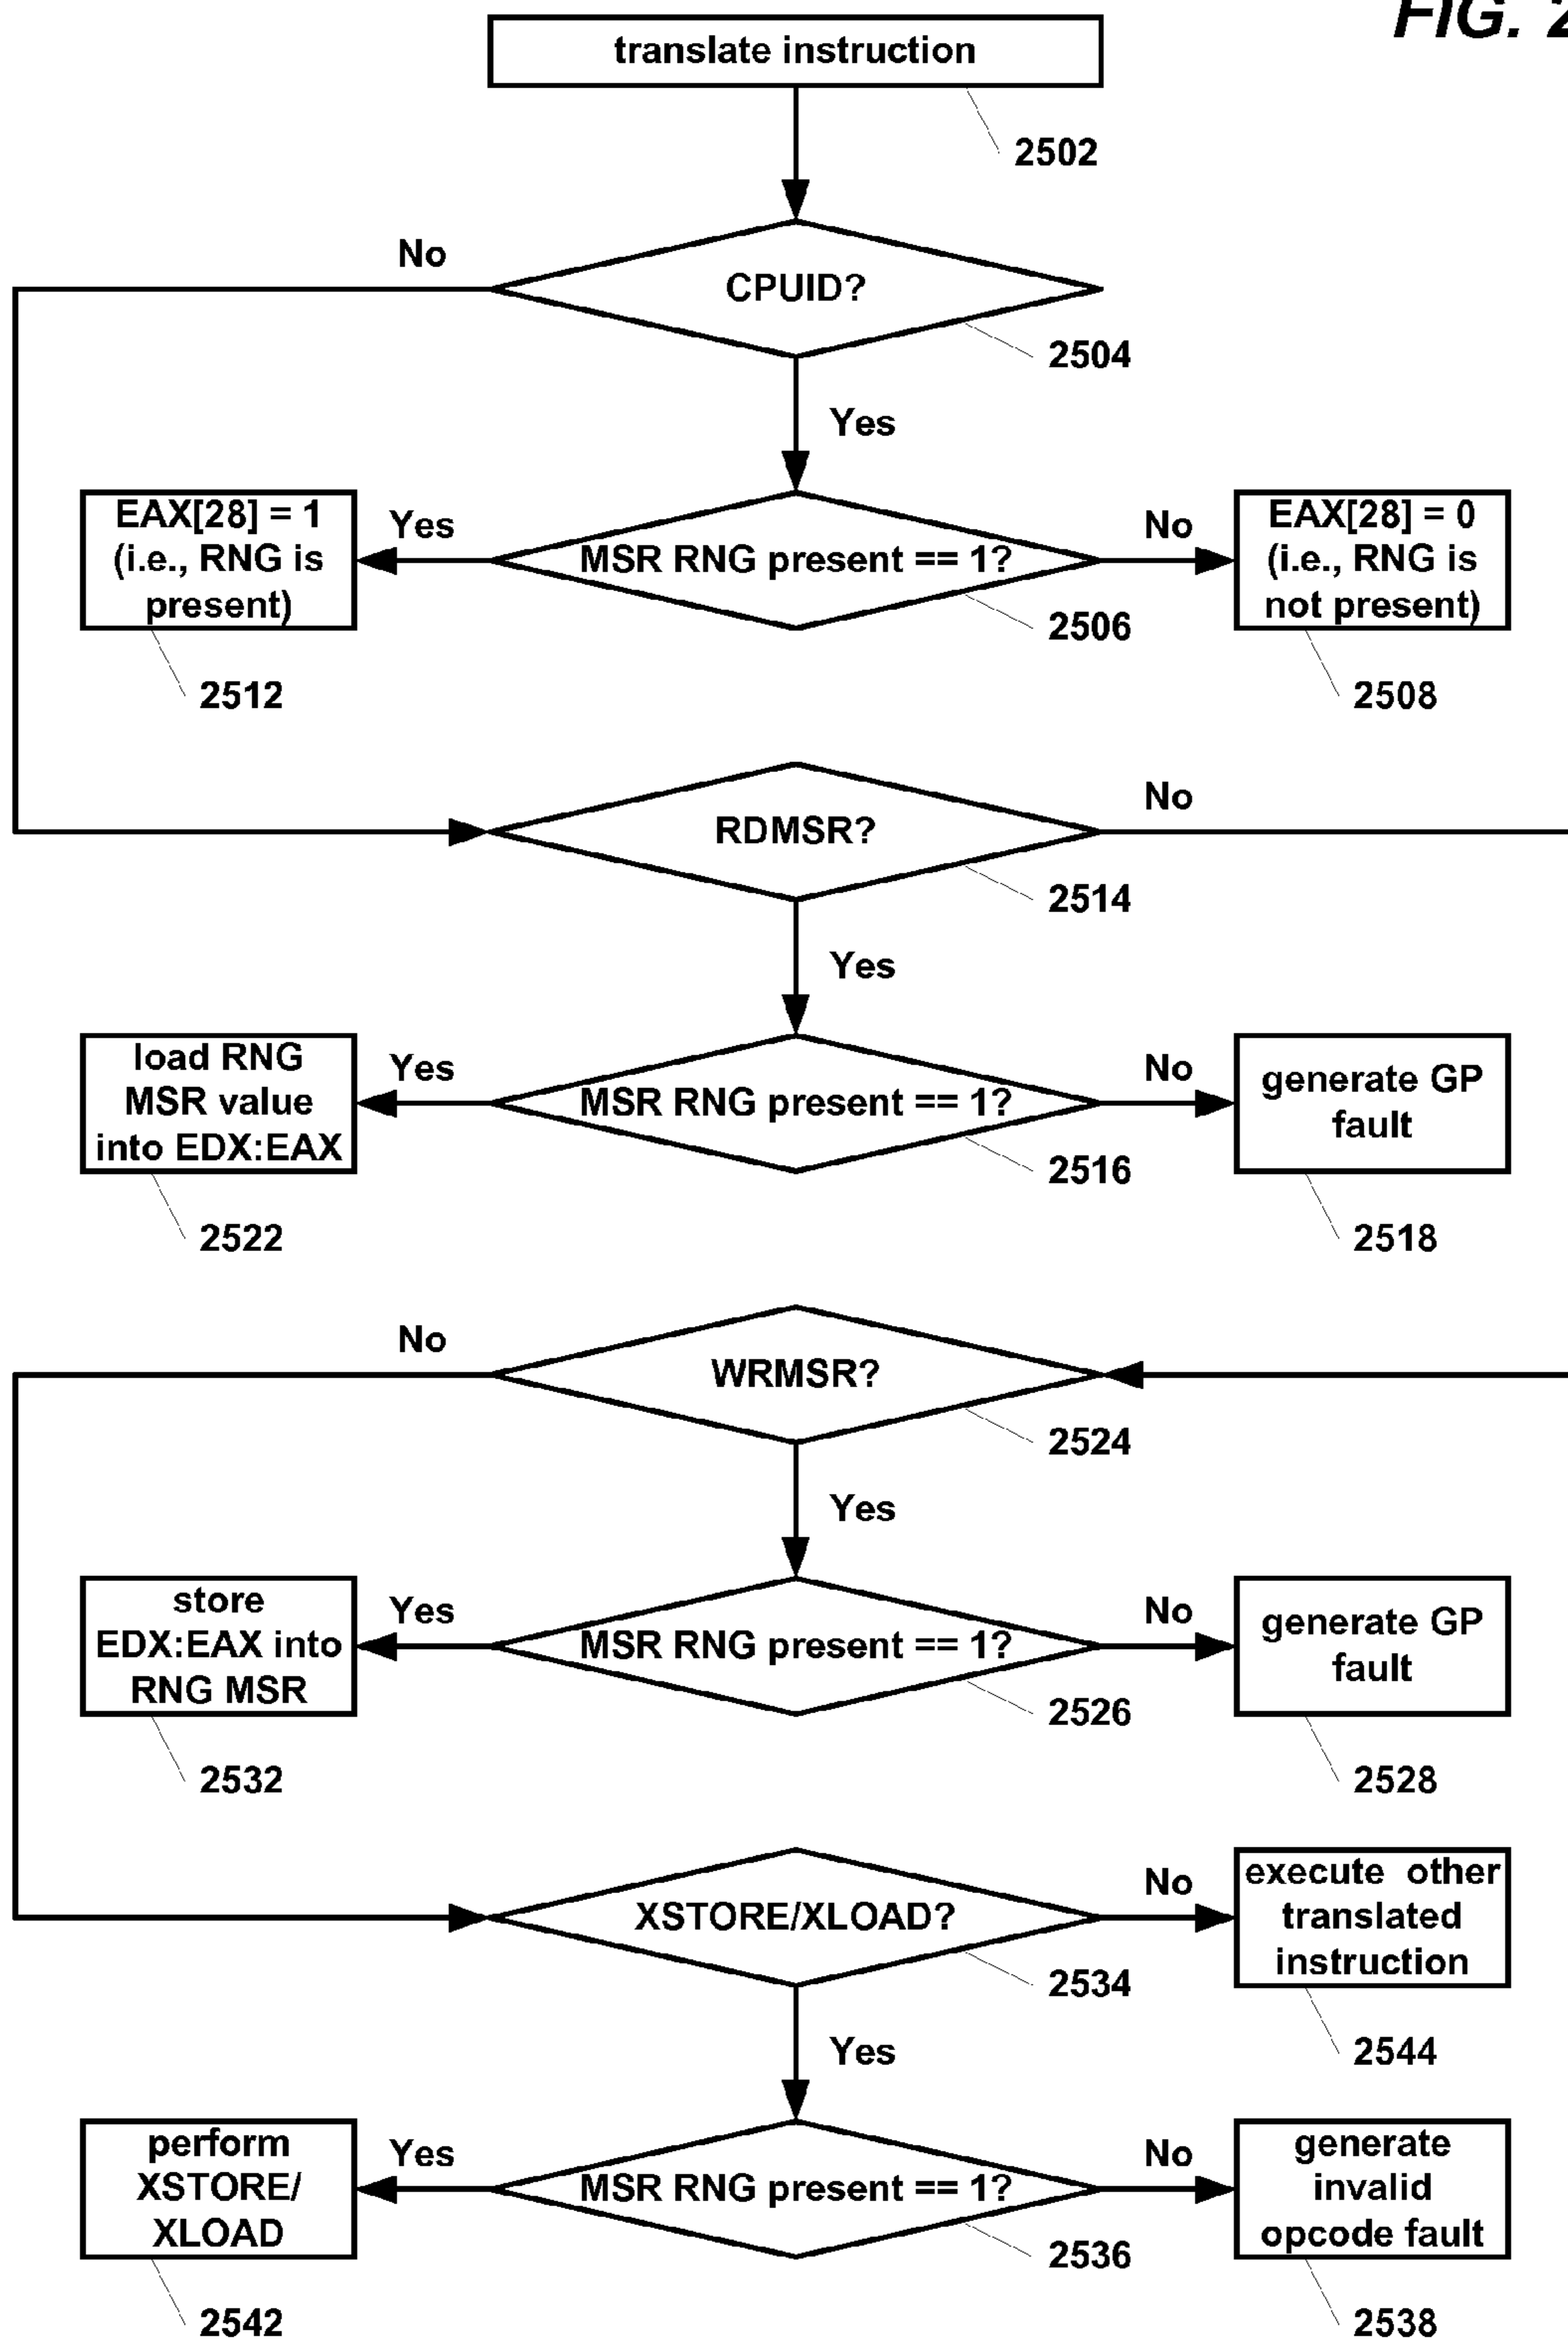 FIG. 2
translate instruction
2502
No
CPUID?
2504
Yes
EAX[28] = 1
(i.e., RNG is
present)
Yes
MSR RNG present == 1?
No
EAX[28] = 0
(i.e., RNG is
not present)
2506
2512
2508
No
RDMSR?
2514
Yes
load RNG
MSR value
into EDX:EAX
Yes
MSR RNG present == 1?
No
generate GP
fault
2516
2522
2518
No
WRMSR?
2524
Yes
store
EDX:EAX into
RNG MSR
Yes
MSR RNG present == 1?
No
generate GP
fault
2526
2532
2528
XSTORE/XLOAD?
No
execute other
translated
instruction
2534
2544
Yes
perform
XSTORE/
XLOAD
Yes
MSR RNG present == 1?
No
generate
invalid
opcode fault
2536
2542
2538